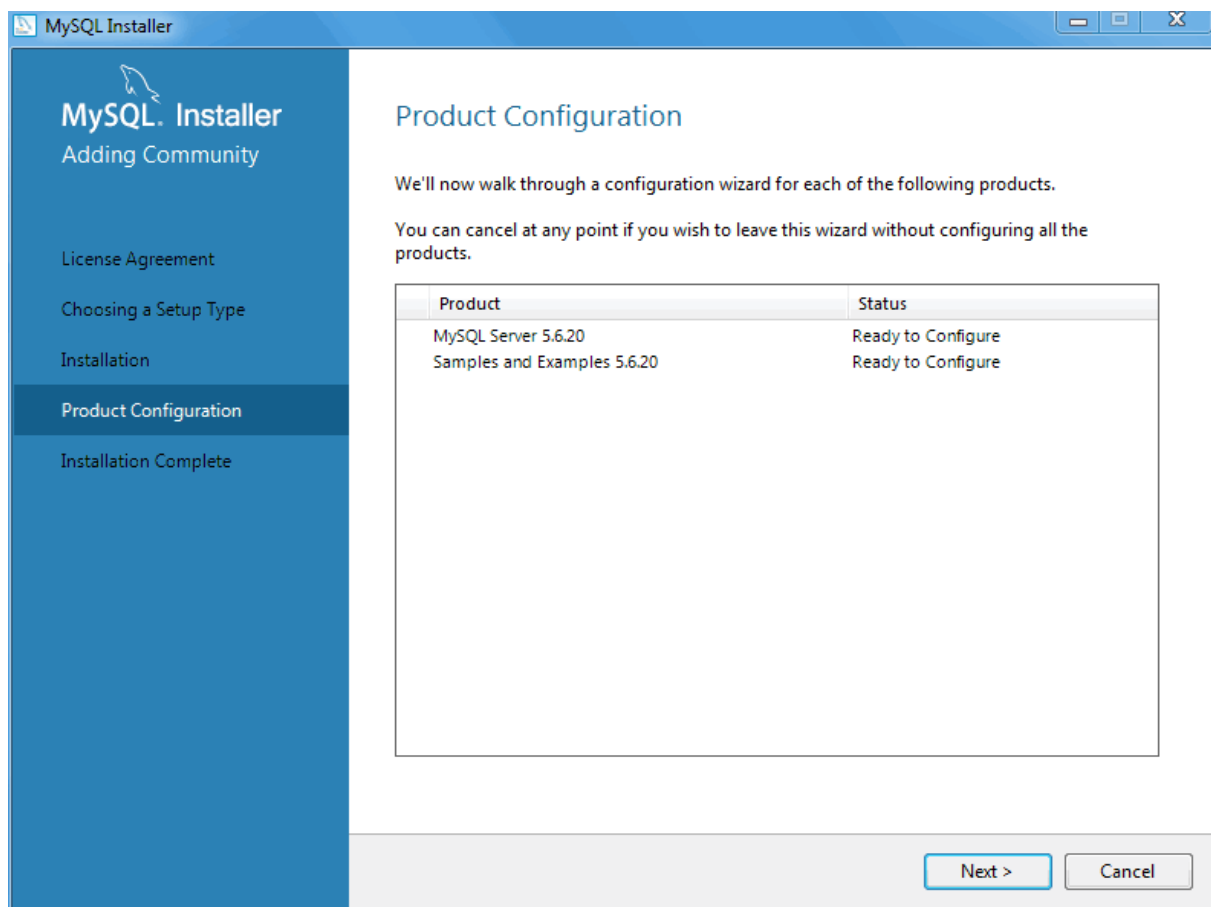 MySQL Installer
MySQL. Installer
Adding Community
License Agreement
Choosing a Setup Type
Installation
Product Configuration
Installation Complete
Product Configuration
We'll now walk through a configuration wizard for each of the following products.
You can cancel at any point if you wish to leave this wizard without configuring all the
products.
Product Status
MySQL Server 5.6.20 Ready to Configure
Samples and Examples 5.6.20 Ready to Configure
Next > Cancel